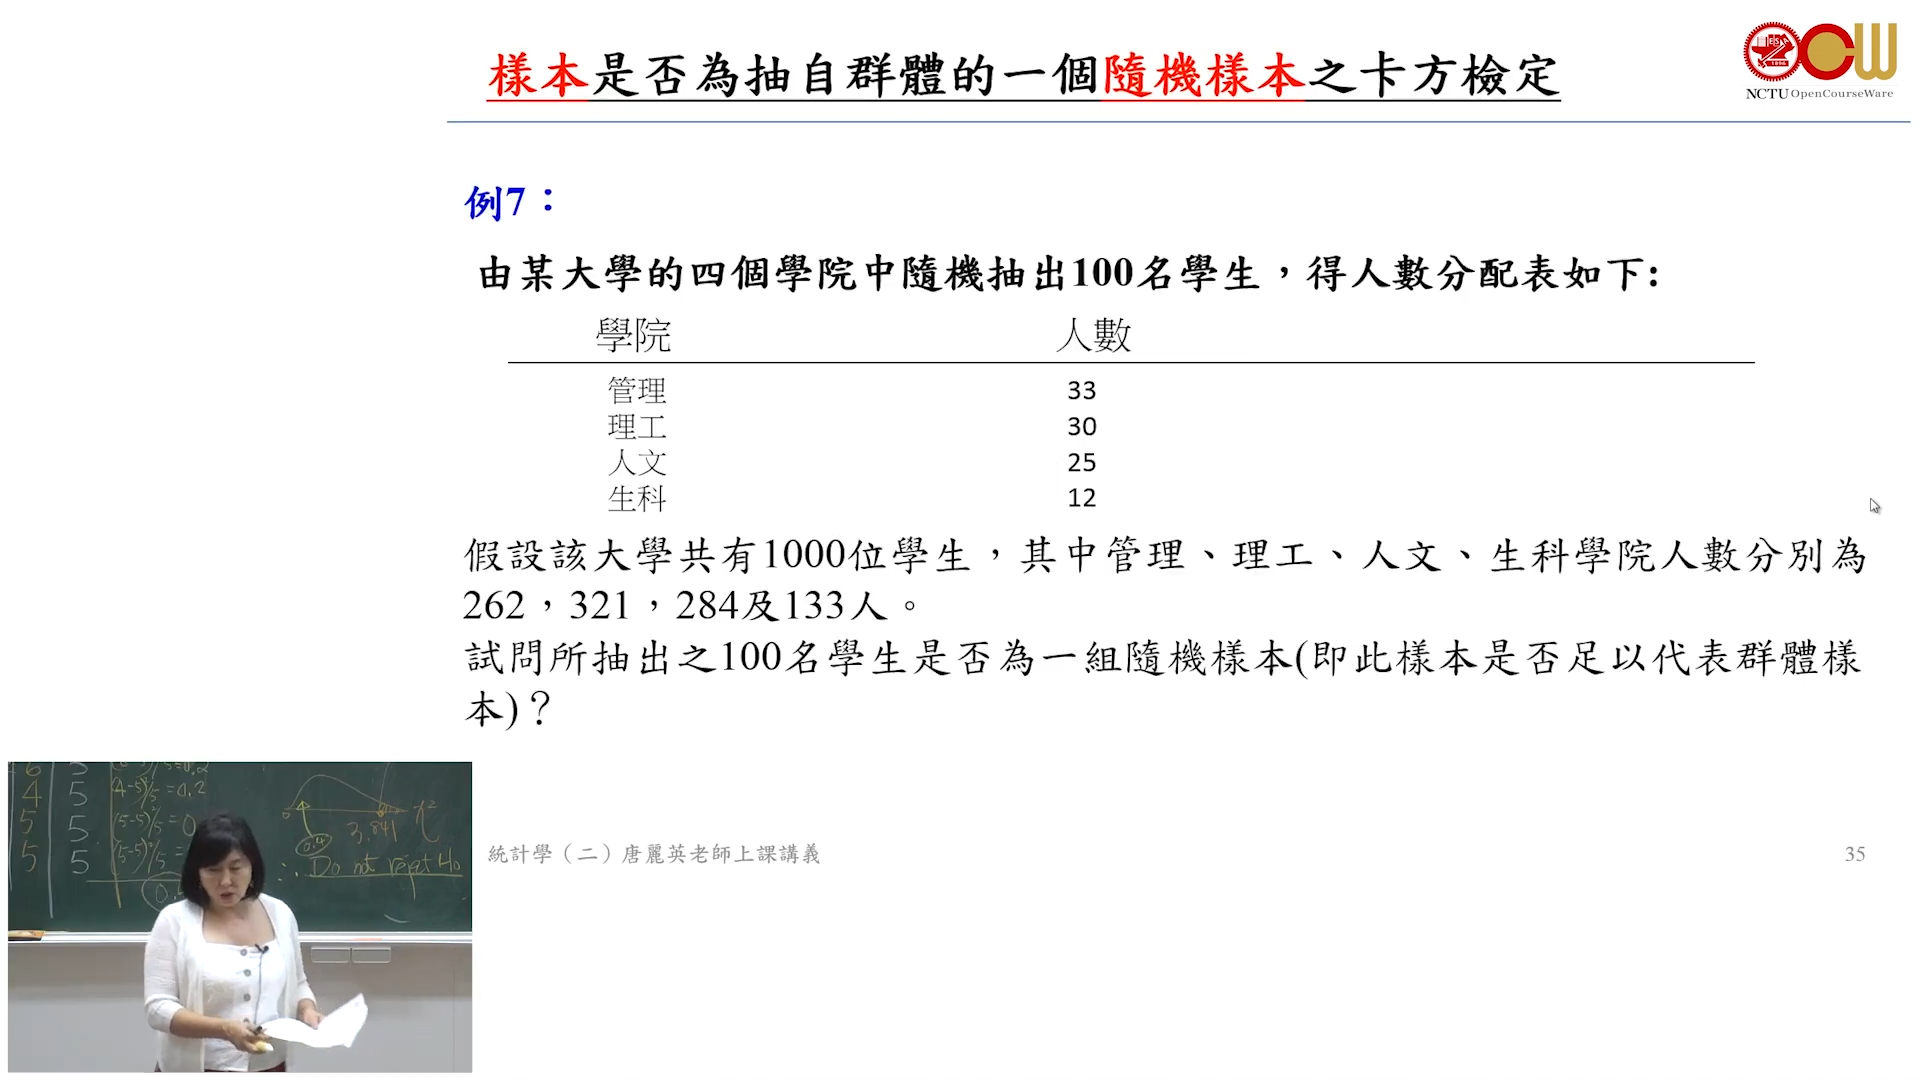 樣本是否為抽自群體的一個隨機樣本之卡方檢定
NCTU OpenCourseWare
例7：
由某大學的四個學院中隨機抽出100名學生，得人數分配表如下:
學院 人數
管理 33
理工 30
人文 25
生科 12
假設該大學共有1000位學生，其中管理、理工、人文、生科學院人數分別為
262，321，284及133人。
試問所抽出之100名學生是否為一組隨機樣本(即此樣本是否足以代表群體樣
本)？
4 5 (4-5)²/5 =0.2
5 5 (5-5)²/5 =0
5 5 (5-5)²/5 =
3.841
0.4
∴ Do not reject Ho
統計學（二）唐麗英老師上課講義
35